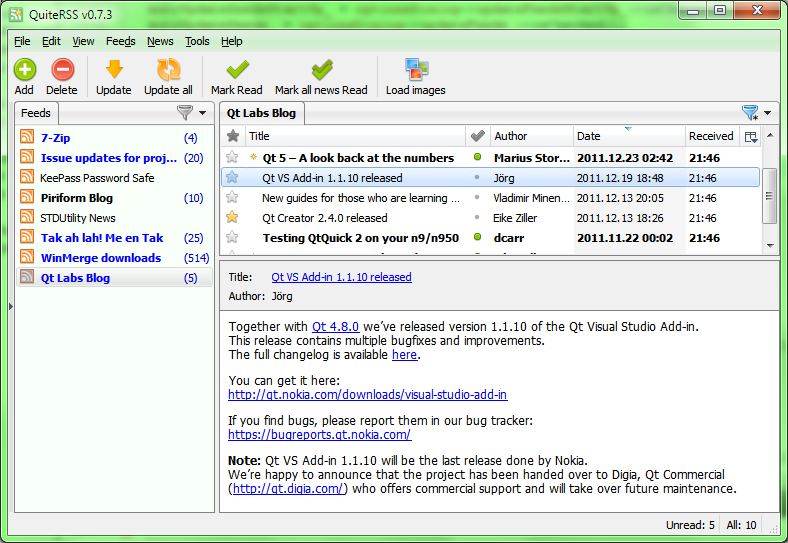 QuiteRSS v0.7.3
File Edit View Feeds News Tools Help
Add Delete Update Update all Mark Read Mark all news Read Load images
Feeds
7-Zip (4)
Issue updates for proj... (20)
KeePass Password Safe
Piriform Blog (10)
STDUtility News
Tak ah lah! Me en Tak (25)
WinMerge downloads (514)
Qt Labs Blog (5)
Qt Labs Blog
Title Author Date Received
Qt 5 – A look back at the numbers Marius Stor... 2011.12.23 02:42 21:46
Qt VS Add-in 1.1.10 released Jörg 2011.12.19 18:48 21:46
New guides for those who are learning ... Vladimir Minen... 2011.12.13 20:05 21:46
Qt Creator 2.4.0 released Eike Ziller 2011.12.13 18:26 21:46
Testing QtQuick 2 on your n9/n950 dcarr 2011.11.22 00:02 21:46
Title: Qt VS Add-in 1.1.10 released
Author: Jörg
Together with Qt 4.8.0 we’ve released version 1.1.10 of the Qt Visual Studio Add-in.
This release contains multiple bugfixes and improvements.
The full changelog is available here.
You can get it here:
http://qt.nokia.com/downloads/visual-studio-add-in
If you find bugs, please report them in our bug tracker:
https://bugreports.qt.nokia.com/
Note: Qt VS Add-in 1.1.10 will be the last release done by Nokia.
We’re happy to announce that the project has been handed over to Digia, Qt Commercial
(http://qt.digia.com/) who offers commercial support and will take over future maintenance.
Unread: 5 All: 10